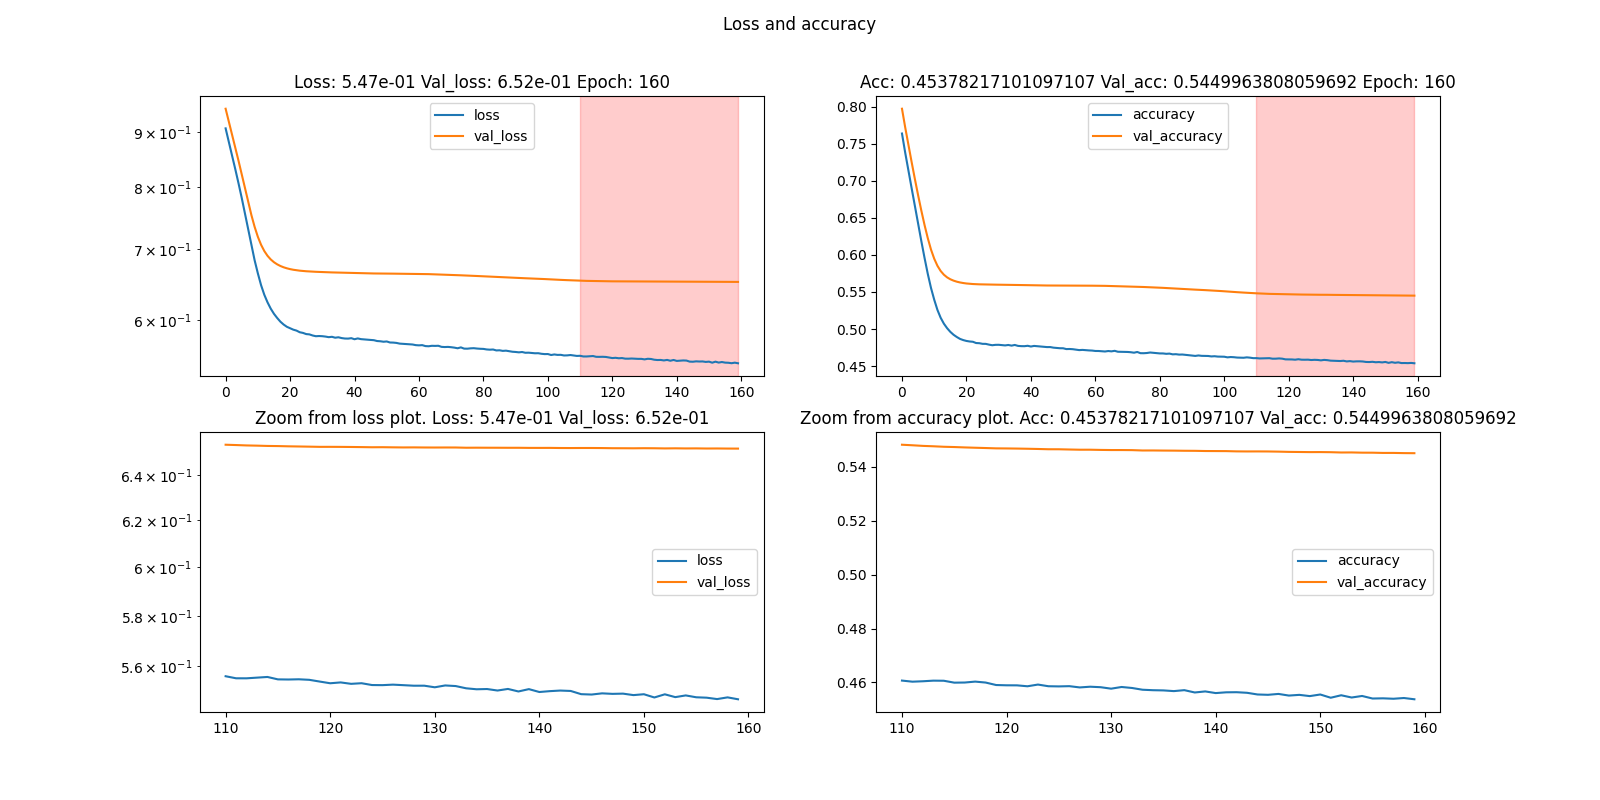 Loss and accuracy
Loss: 5.47e-01 Val_loss: 6.52e-01 Epoch: 160
9 × 10⁻¹
8 × 10⁻¹
7 × 10⁻¹
6 × 10⁻¹
loss
val_loss
0 20 40 60 80 100 120 140 160
Acc: 0.45378217101097107 Val_acc: 0.5449963808059692 Epoch: 160
0.80
0.75
0.70
0.65
0.60
0.55
0.50
0.45
accuracy
val_accuracy
0 20 40 60 80 100 120 140 160
Zoom from loss plot. Loss: 5.47e-01 Val_loss: 6.52e-01
6.4 × 10⁻¹
6.2 × 10⁻¹
6 × 10⁻¹
5.8 × 10⁻¹
5.6 × 10⁻¹
loss
val_loss
110 120 130 140 150 160
Zoom from accuracy plot. Acc: 0.45378217101097107 Val_acc: 0.5449963808059692
0.54
0.52
0.50
0.48
0.46
accuracy
val_accuracy
110 120 130 140 150 160